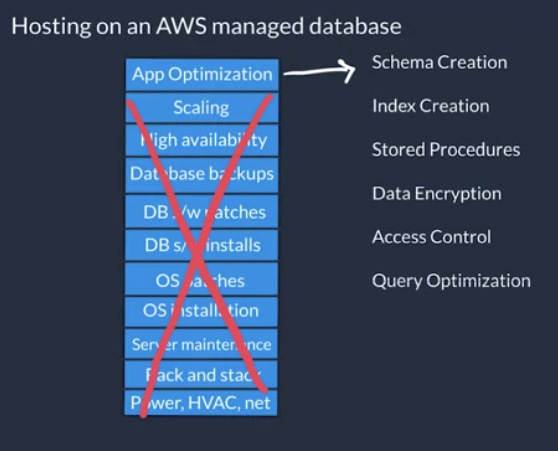 Hosting on an AWS managed database
App Optimization
Scaling
High availability
Database backups
DB s/w patches
DB s/w installs
OS patches
OS installation
Server maintenence
Rack and stack
Power, HVAC, net
Schema Creation
Index Creation
Stored Procedures
Data Encryption
Access Control
Query Optimization